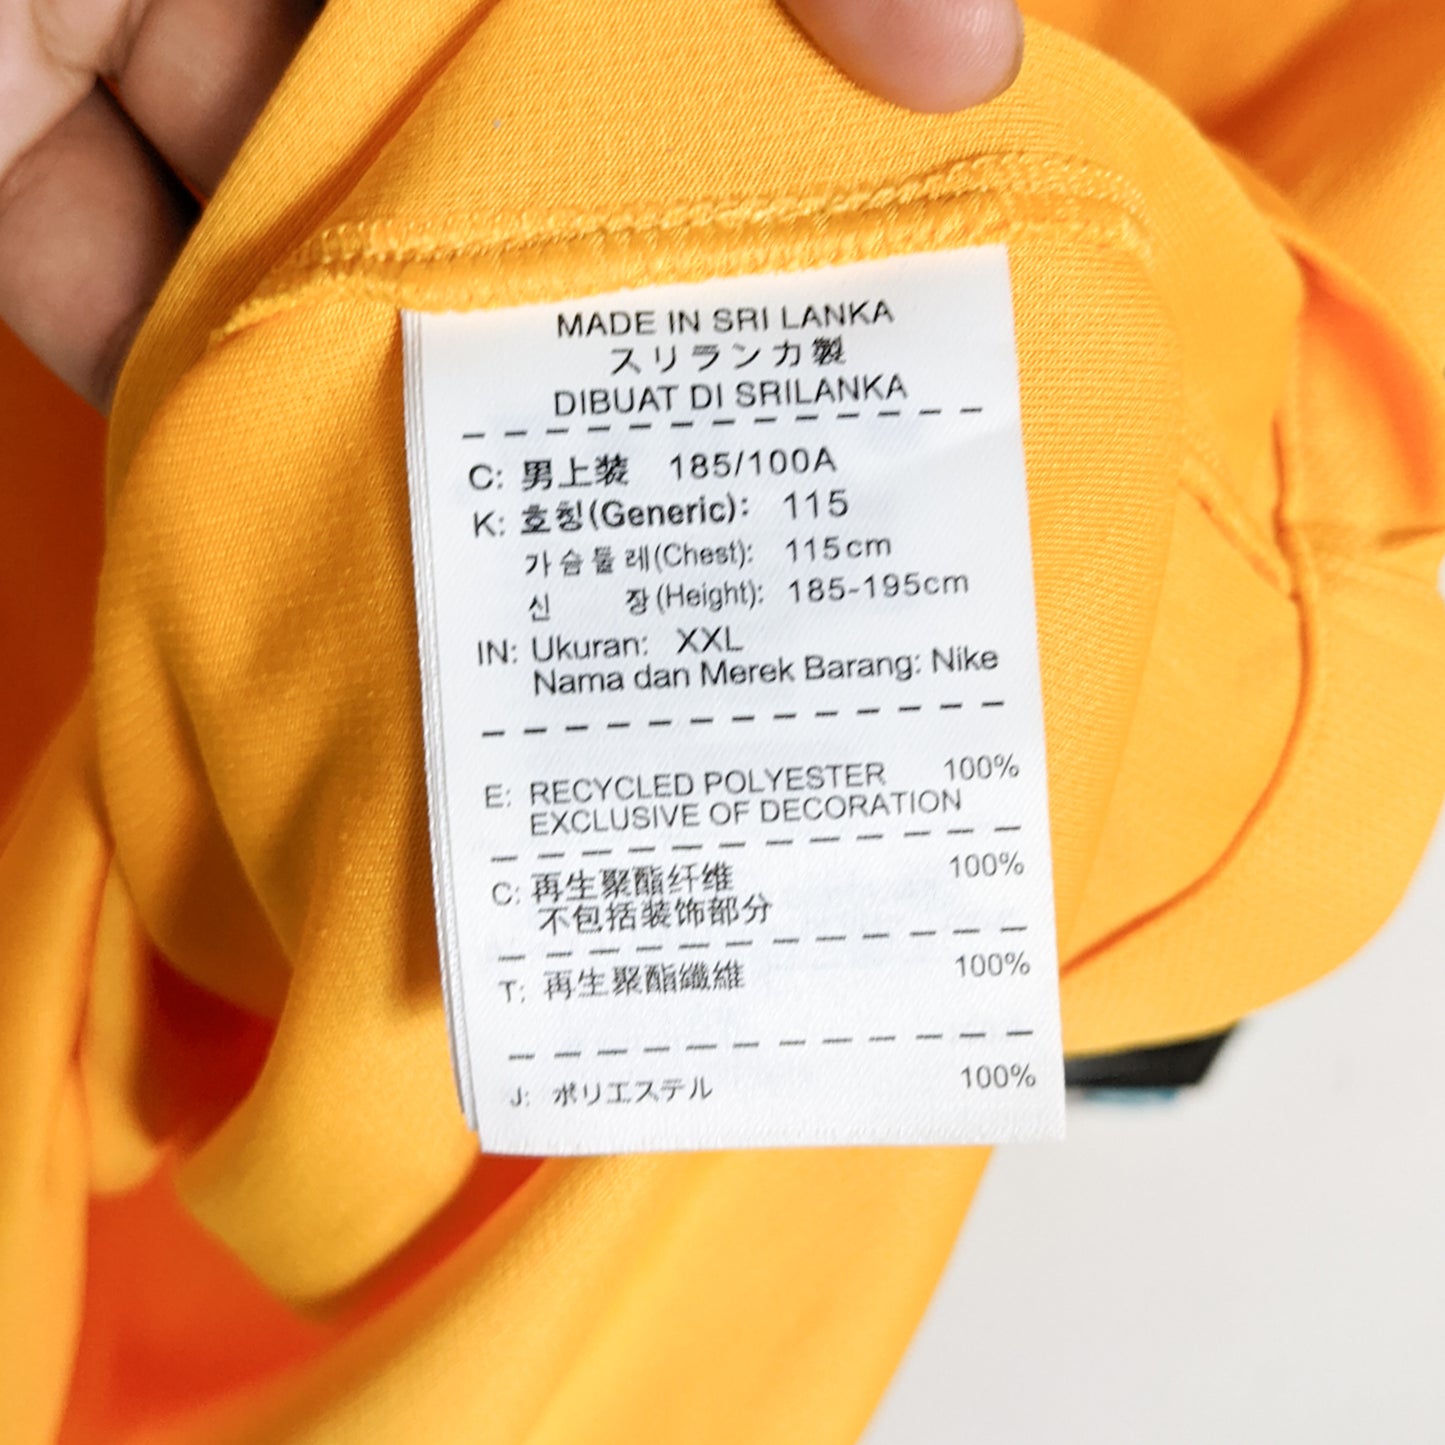 MADE IN SRI LANKA
スリランカ製
DIBUAT DI SRILANKA
C: 男上装 185/100A
K: 호칭(Generic): 115
가슴둘레(Chest): 115cm
신 장(Height): 185-195cm
IN: Ukuran: XXL
Nama dan Merek Barang: Nike
E: RECYCLED POLYESTER 100%
EXCLUSIVE OF DECORATION
C: 再生聚酯纤维 100%
不包括装饰部分
T: 再生聚酯纖維 100%
J: ポリエステル 100%